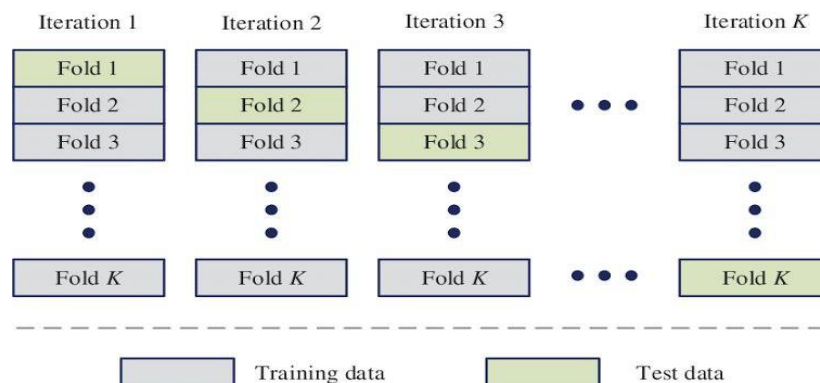 Iteration 1 Iteration 2 Iteration 3 Iteration K
Fold 1 Fold 1 Fold 1 Fold 1
Fold 2 Fold 2 Fold 2 Fold 2
Fold 3 Fold 3 Fold 3 Fold 3
Fold K Fold K Fold K Fold K
Training data Test data